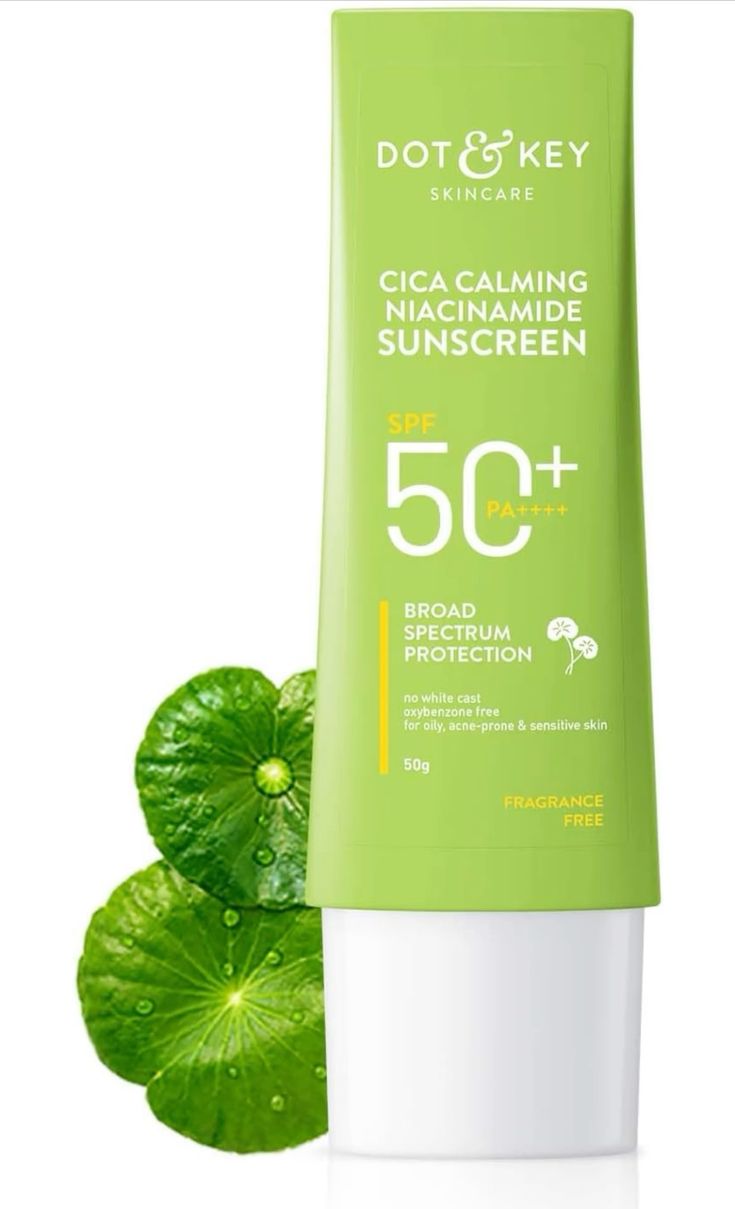 DOT & KEY
SKINCARE
CICA CALMING
NIACINAMIDE
SUNSCREEN
SPF
50+
PA++++
BROAD
SPECTRUM
PROTECTION
no white cast
oxybenzone free
for oily, acne-prone & sensitive skin
50g
FRAGRANCE
FREE